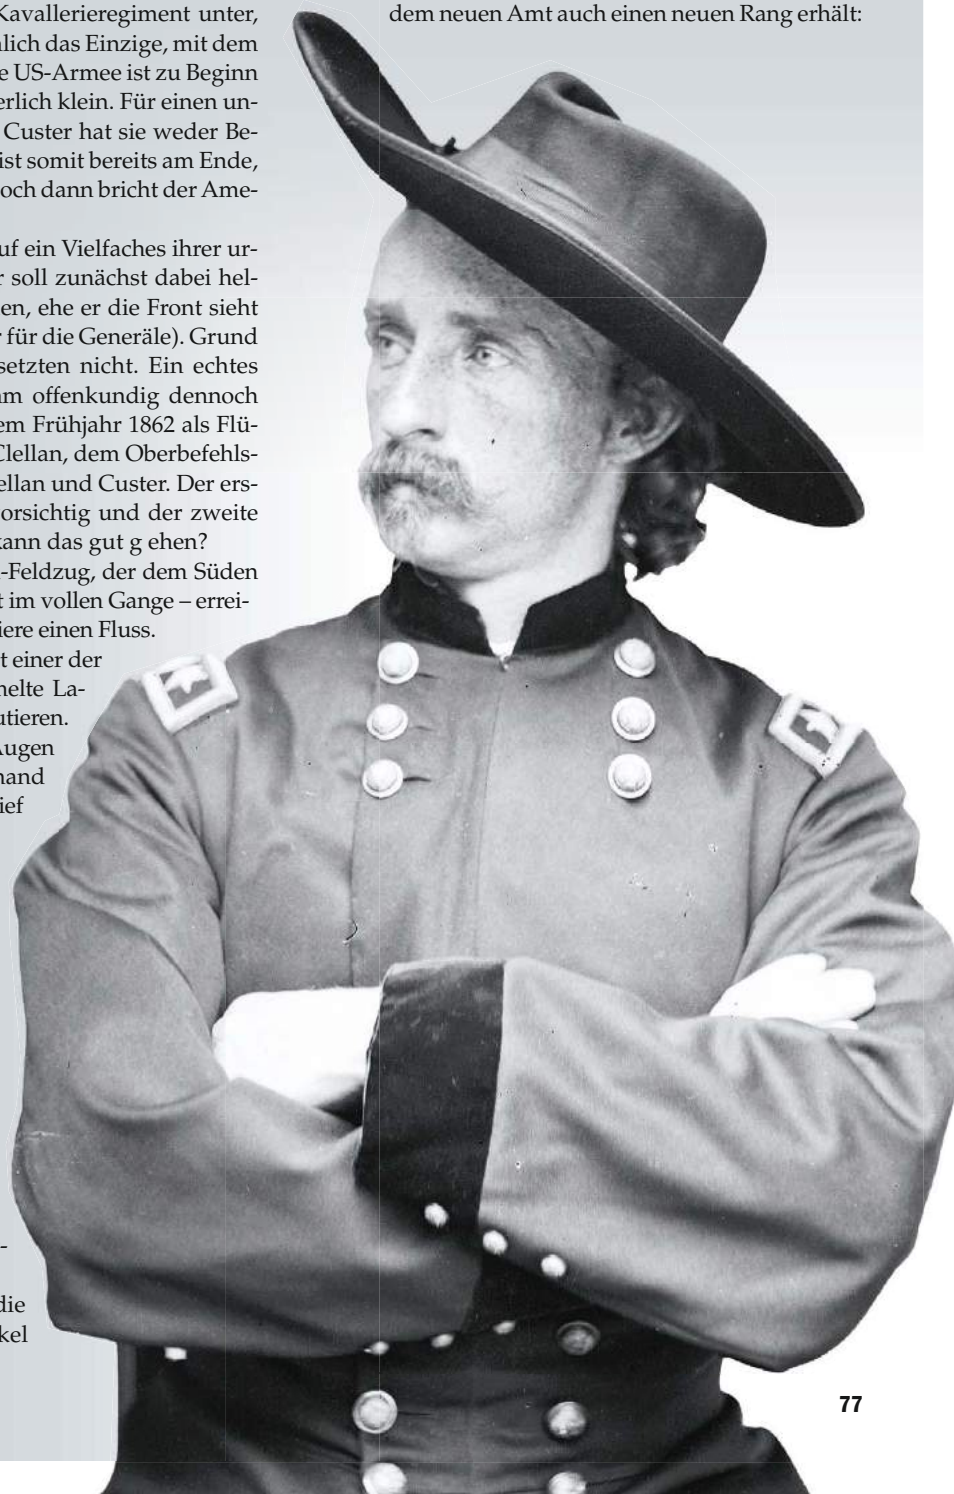 Kavallerieregiment unter,
lich das Einzige, mit dem
e US-Armee ist zu Beginn
erlich klein. Für einen un-
Custer hat sie weder Be-
ist somit bereits am Ende,
och dann bricht der Ame-
uf ein Vielfaches ihrer ur-
r soll zunächst dabei hel-
en, ehe er die Front sieht
r für die Generäle). Grund
setzten nicht. Ein echtes
m offenkundig dennoch
em Frühjahr 1862 als Flü-
Clellan, dem Oberbefehls-
ellan und Custer. Der ers-
orsichtig und der zweite
kann das gut g ehen?
-Feldzug, der dem Süden
t im vollen Gange – errei-
iere einen Fluss.
t einer der
nelte La-
utieren.
Augen
hand
ief
-
die
kel
dem neuen Amt auch einen neuen Rang erhält:
77